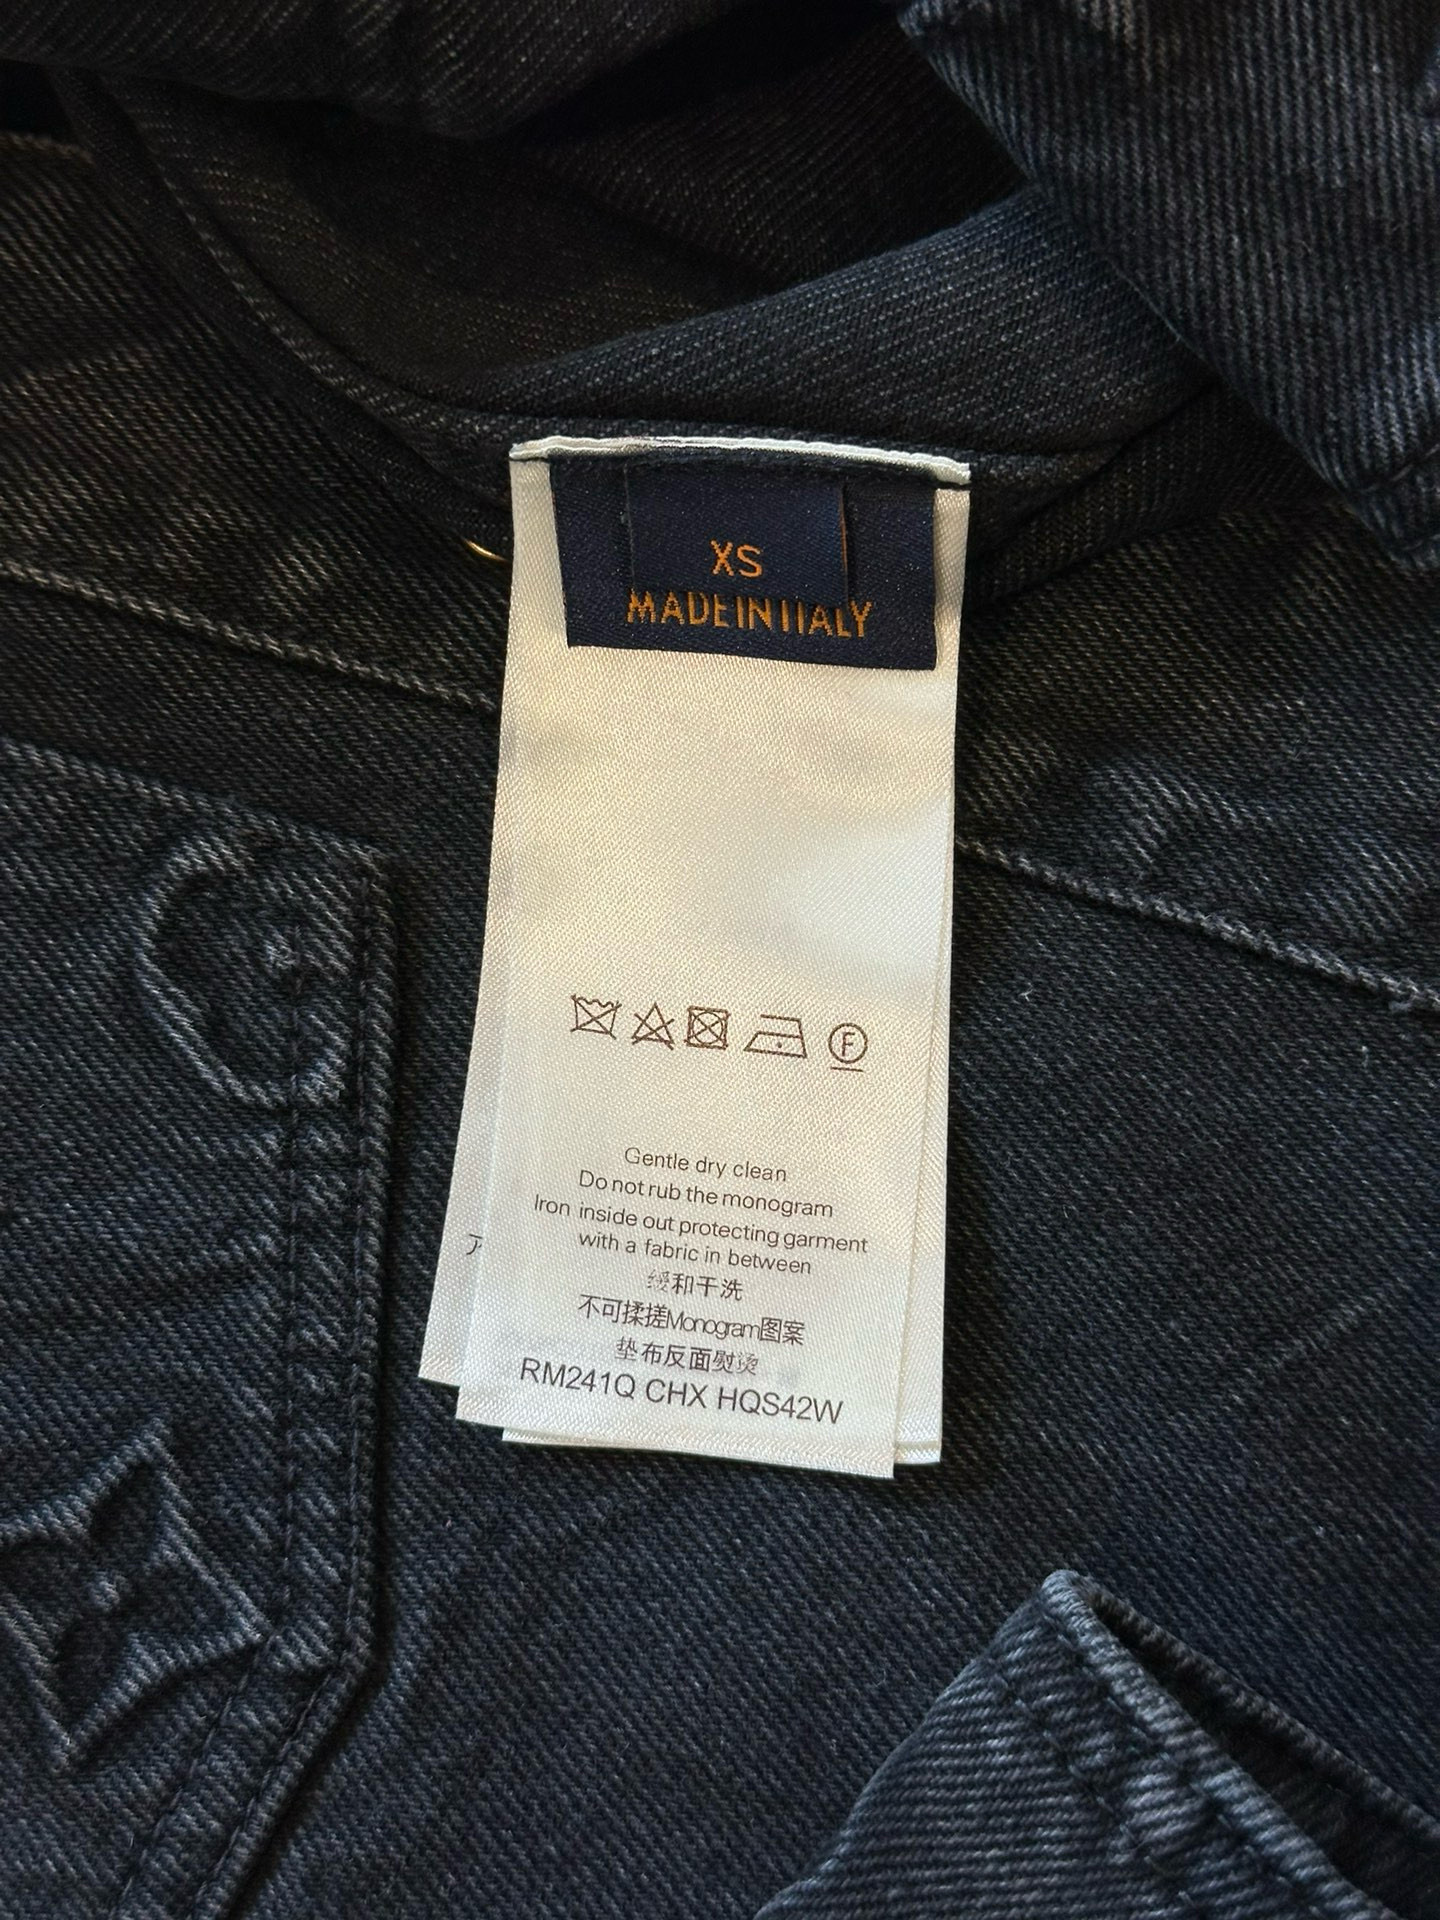 XS
MADE IN ITALY
F
Gentle dry clean
Do not rub the monogram
Iron inside out protecting garment
with a fabric in between
缓和干洗
不可揉搓Monogram图案
垫布反面熨烫
RM241Q CHX HQS42W